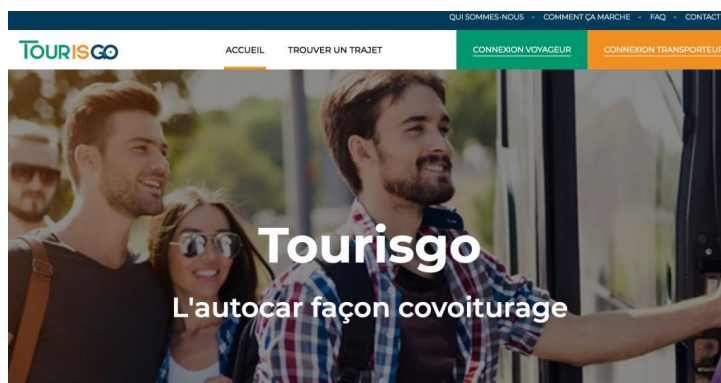 QUI SOMMES-NOUS - COMMENT ÇA MARCHE - FAQ - CONTACT
TOURISGO
ACCUEIL TROUVER UN TRAJET CONNEXION VOYAGEUR CONNEXION TRANSPORTEUR
Tourisgo
L'autocar façon covoiturage